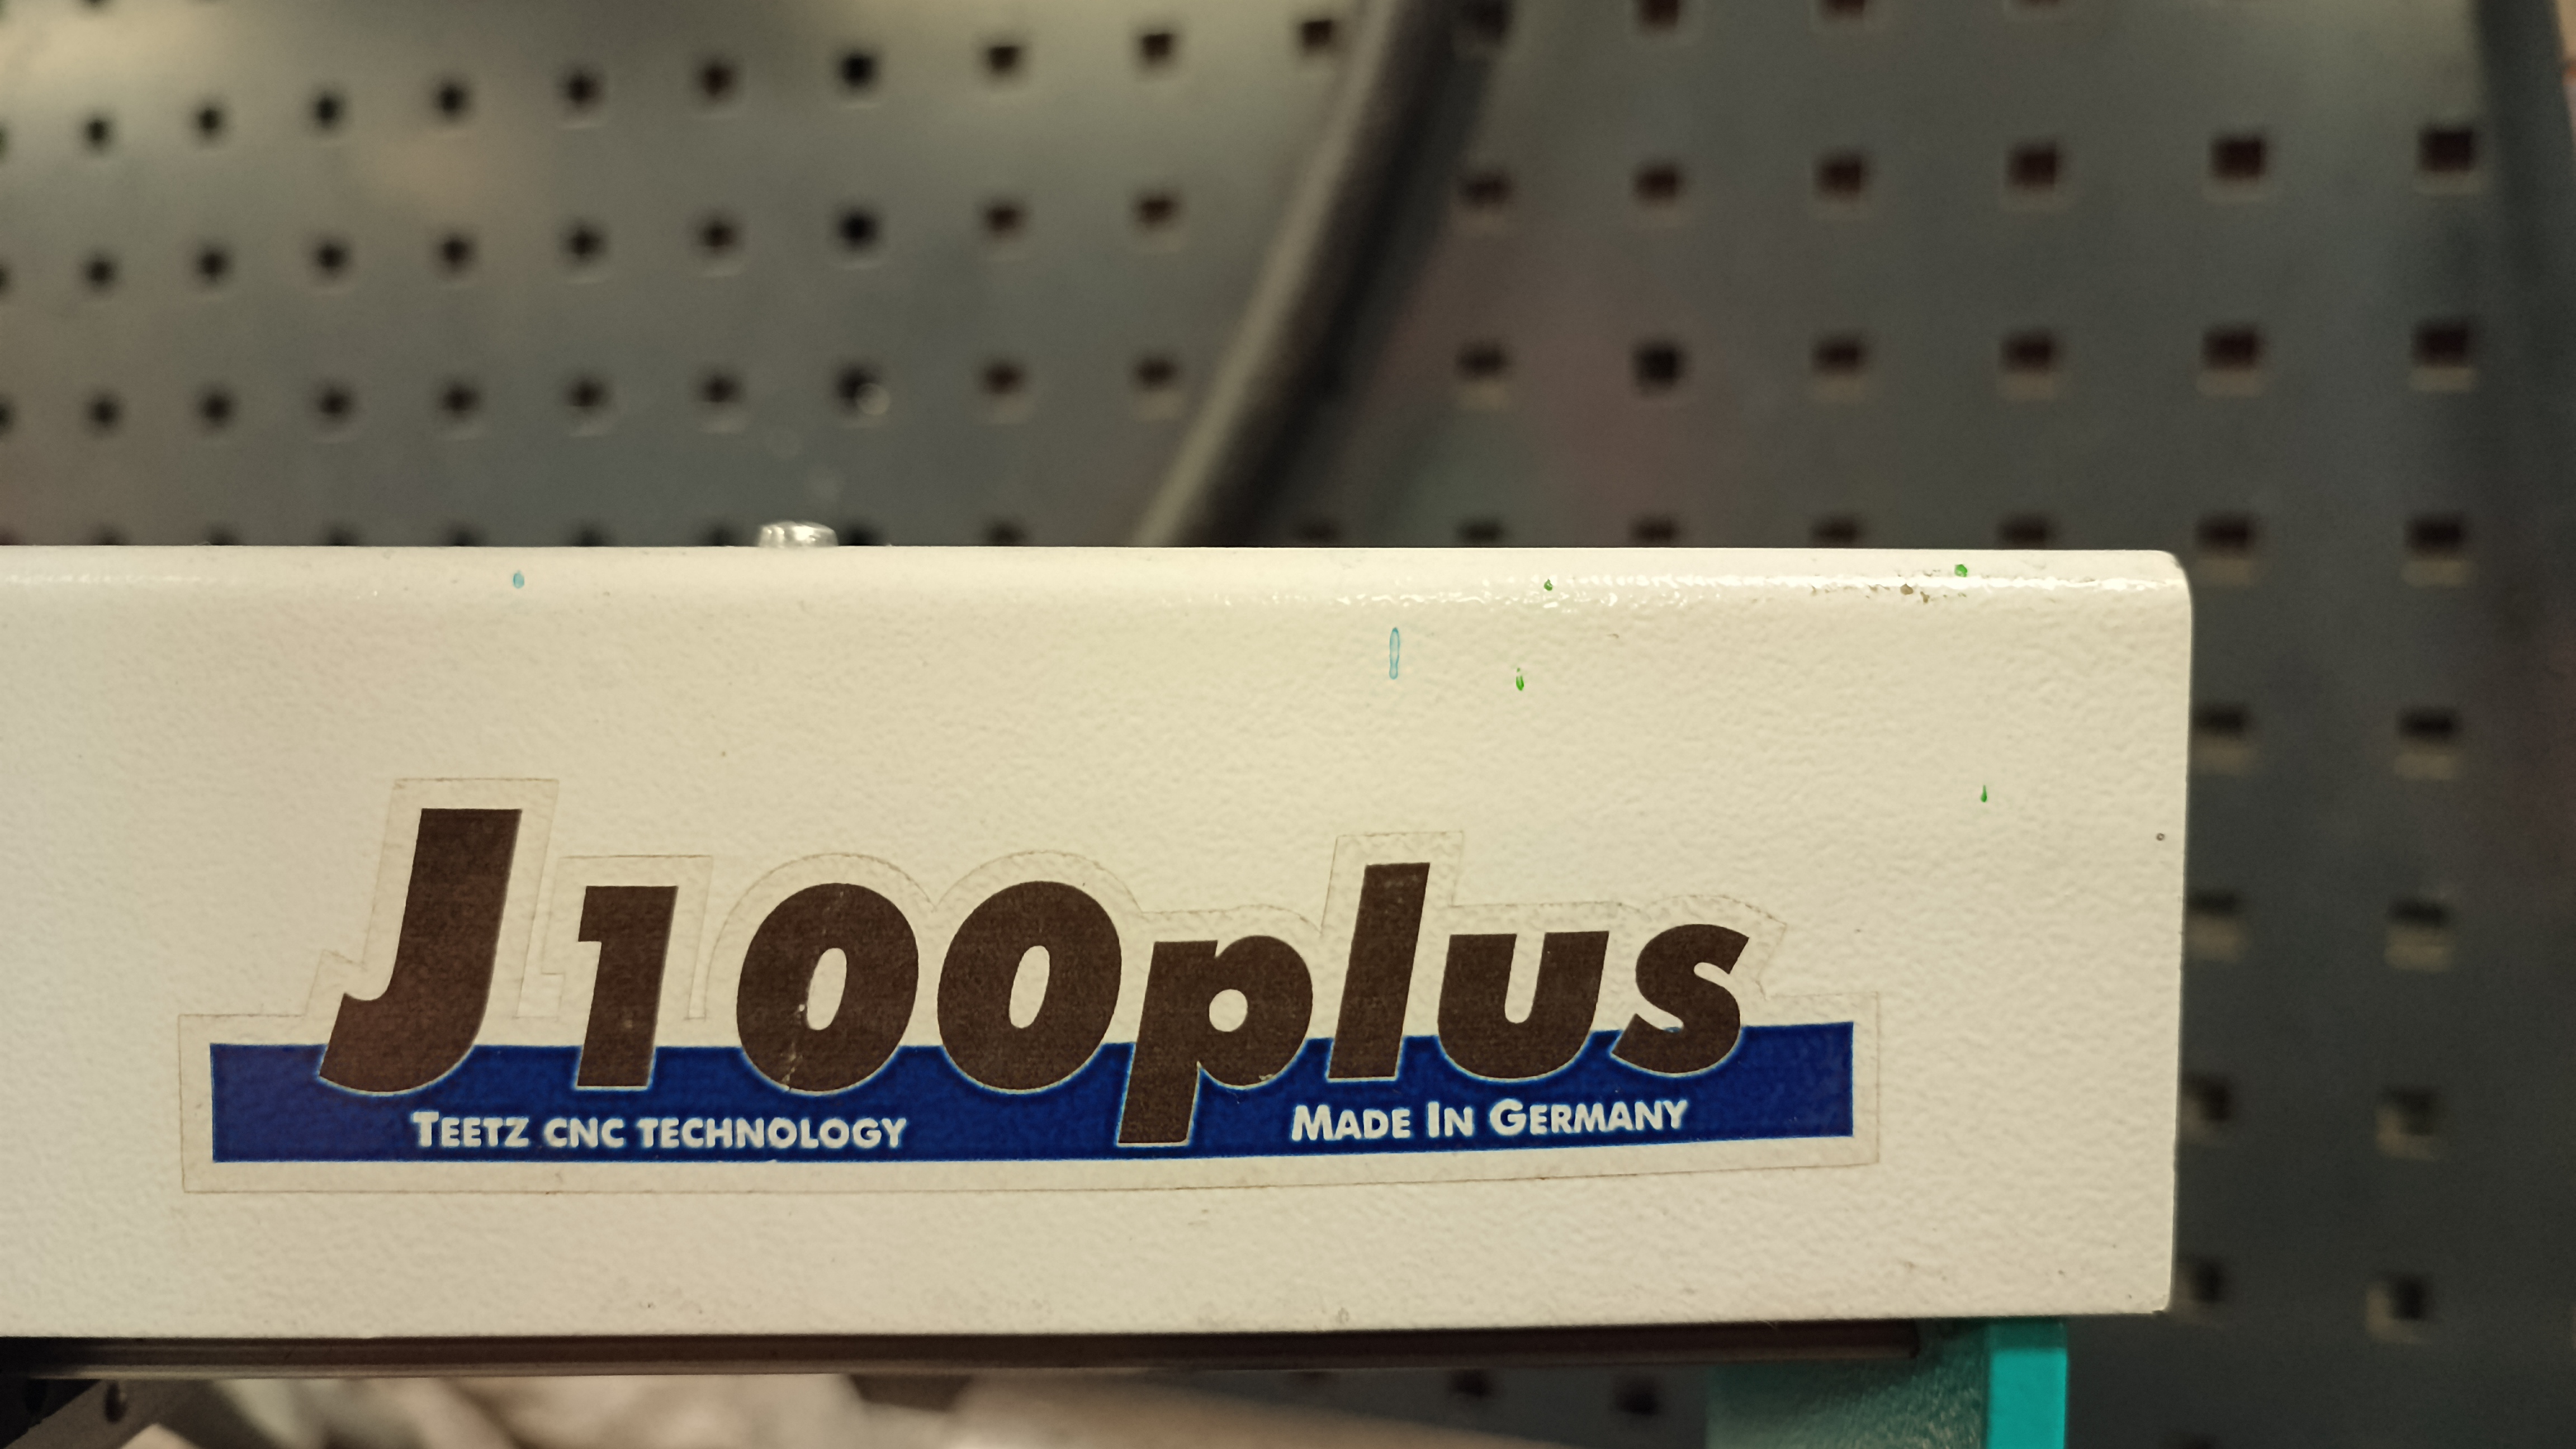 J100plus
TEETZ CNC TECHNOLOGY MADE IN GERMANY